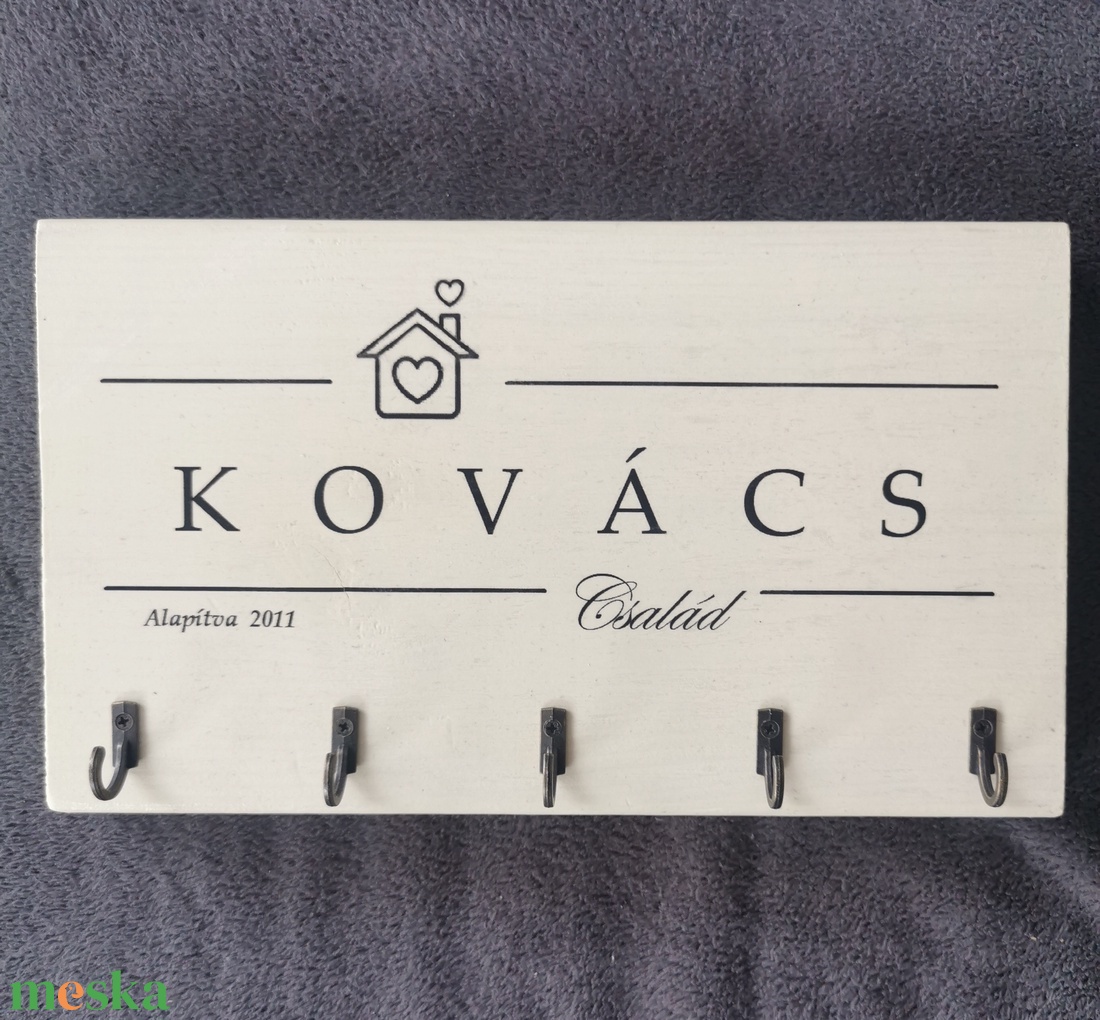 KOVÁCS
Család
Alapítva 2011
meska